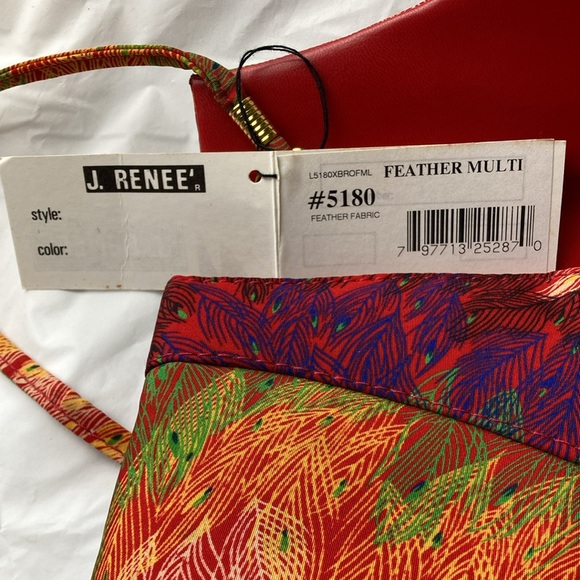 J. RENEE' R
style:
color:
L5180XBROFML FEATHER MULTI
#5180
FEATHER FABRIC
7 97713 25287 0